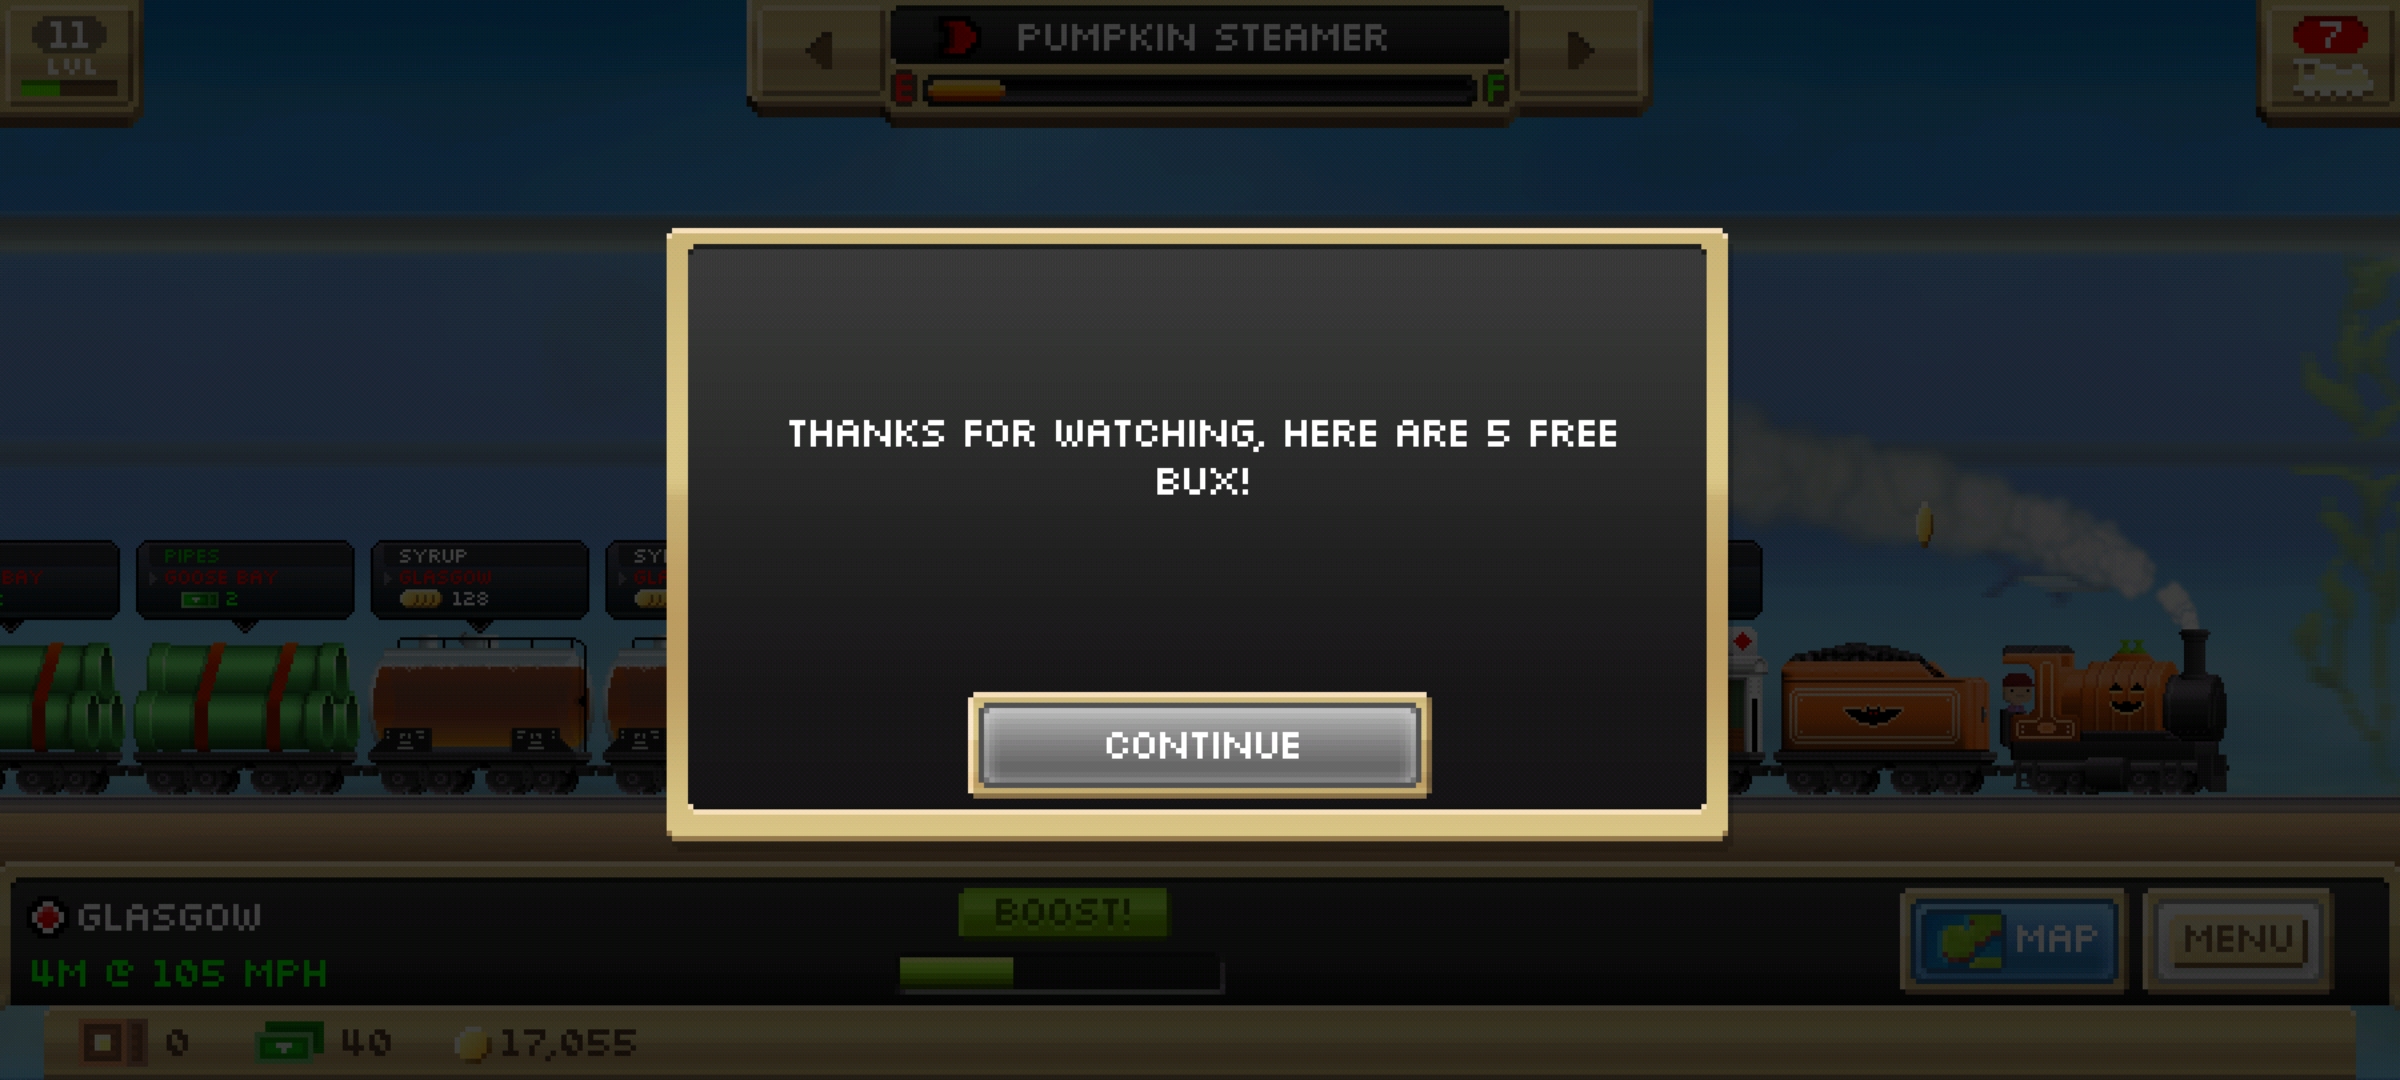 11
LVL
PUMPKIN STEAMER
E F
7
THANKS FOR WATCHING, HERE ARE 5 FREE
BUX!
BAY
PIPES
GOOSE BAY
2
SYRUP
GLASGOW
128
SY
GL
CONTINUE
GLASGOW
4M @ 105 MPH
BOOST!
MAP
MENU
0
40
17,055